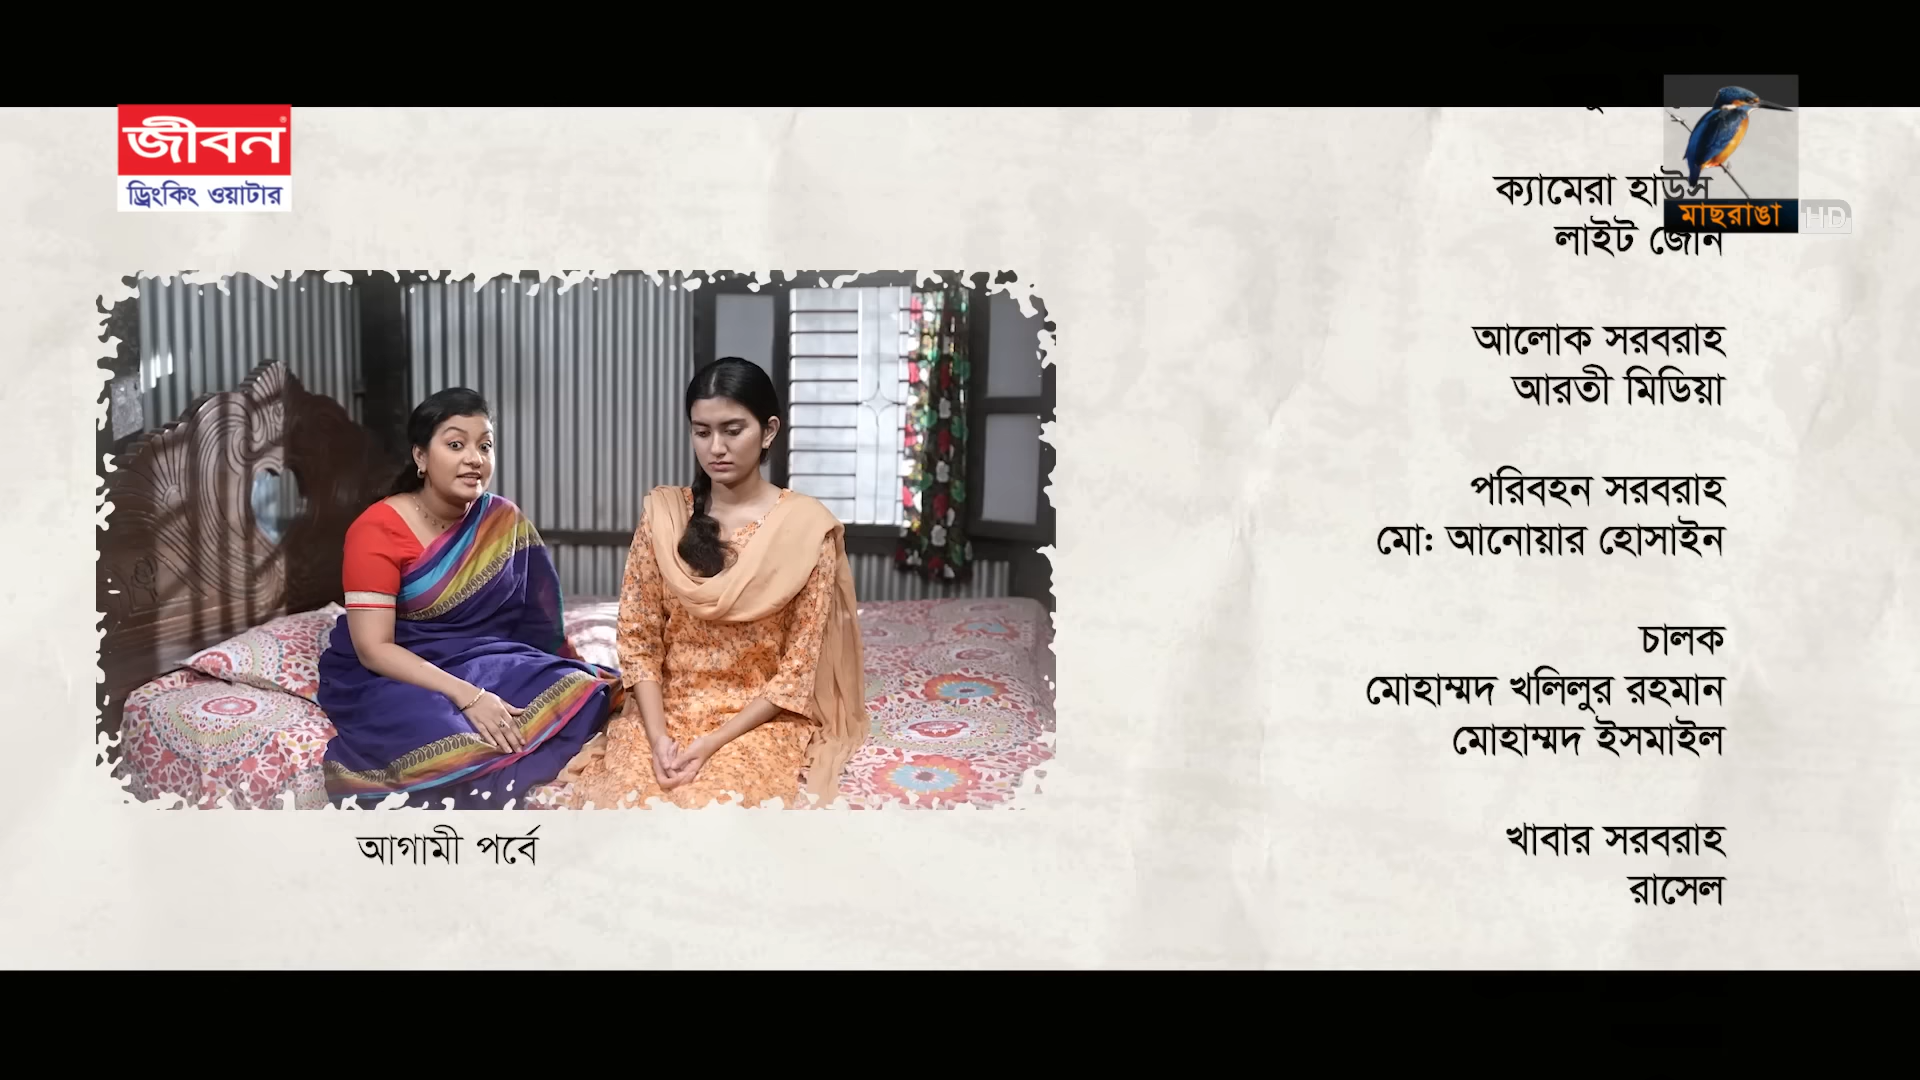 জীবন
ড্রিংকিং ওয়াটার
মাছরাঙা HD
ক্যামেরা হাউস
লাইট জোন
আলোক সরবরাহ
আরতী মিডিয়া
পরিবহন সরবরাহ
মো: আনোয়ার হোসাইন
চালক
মোহাম্মদ খলিলুর রহমান
মোহাম্মদ ইসমাইল
খাবার সরবরাহ
রাসেল
আগামী পর্বে